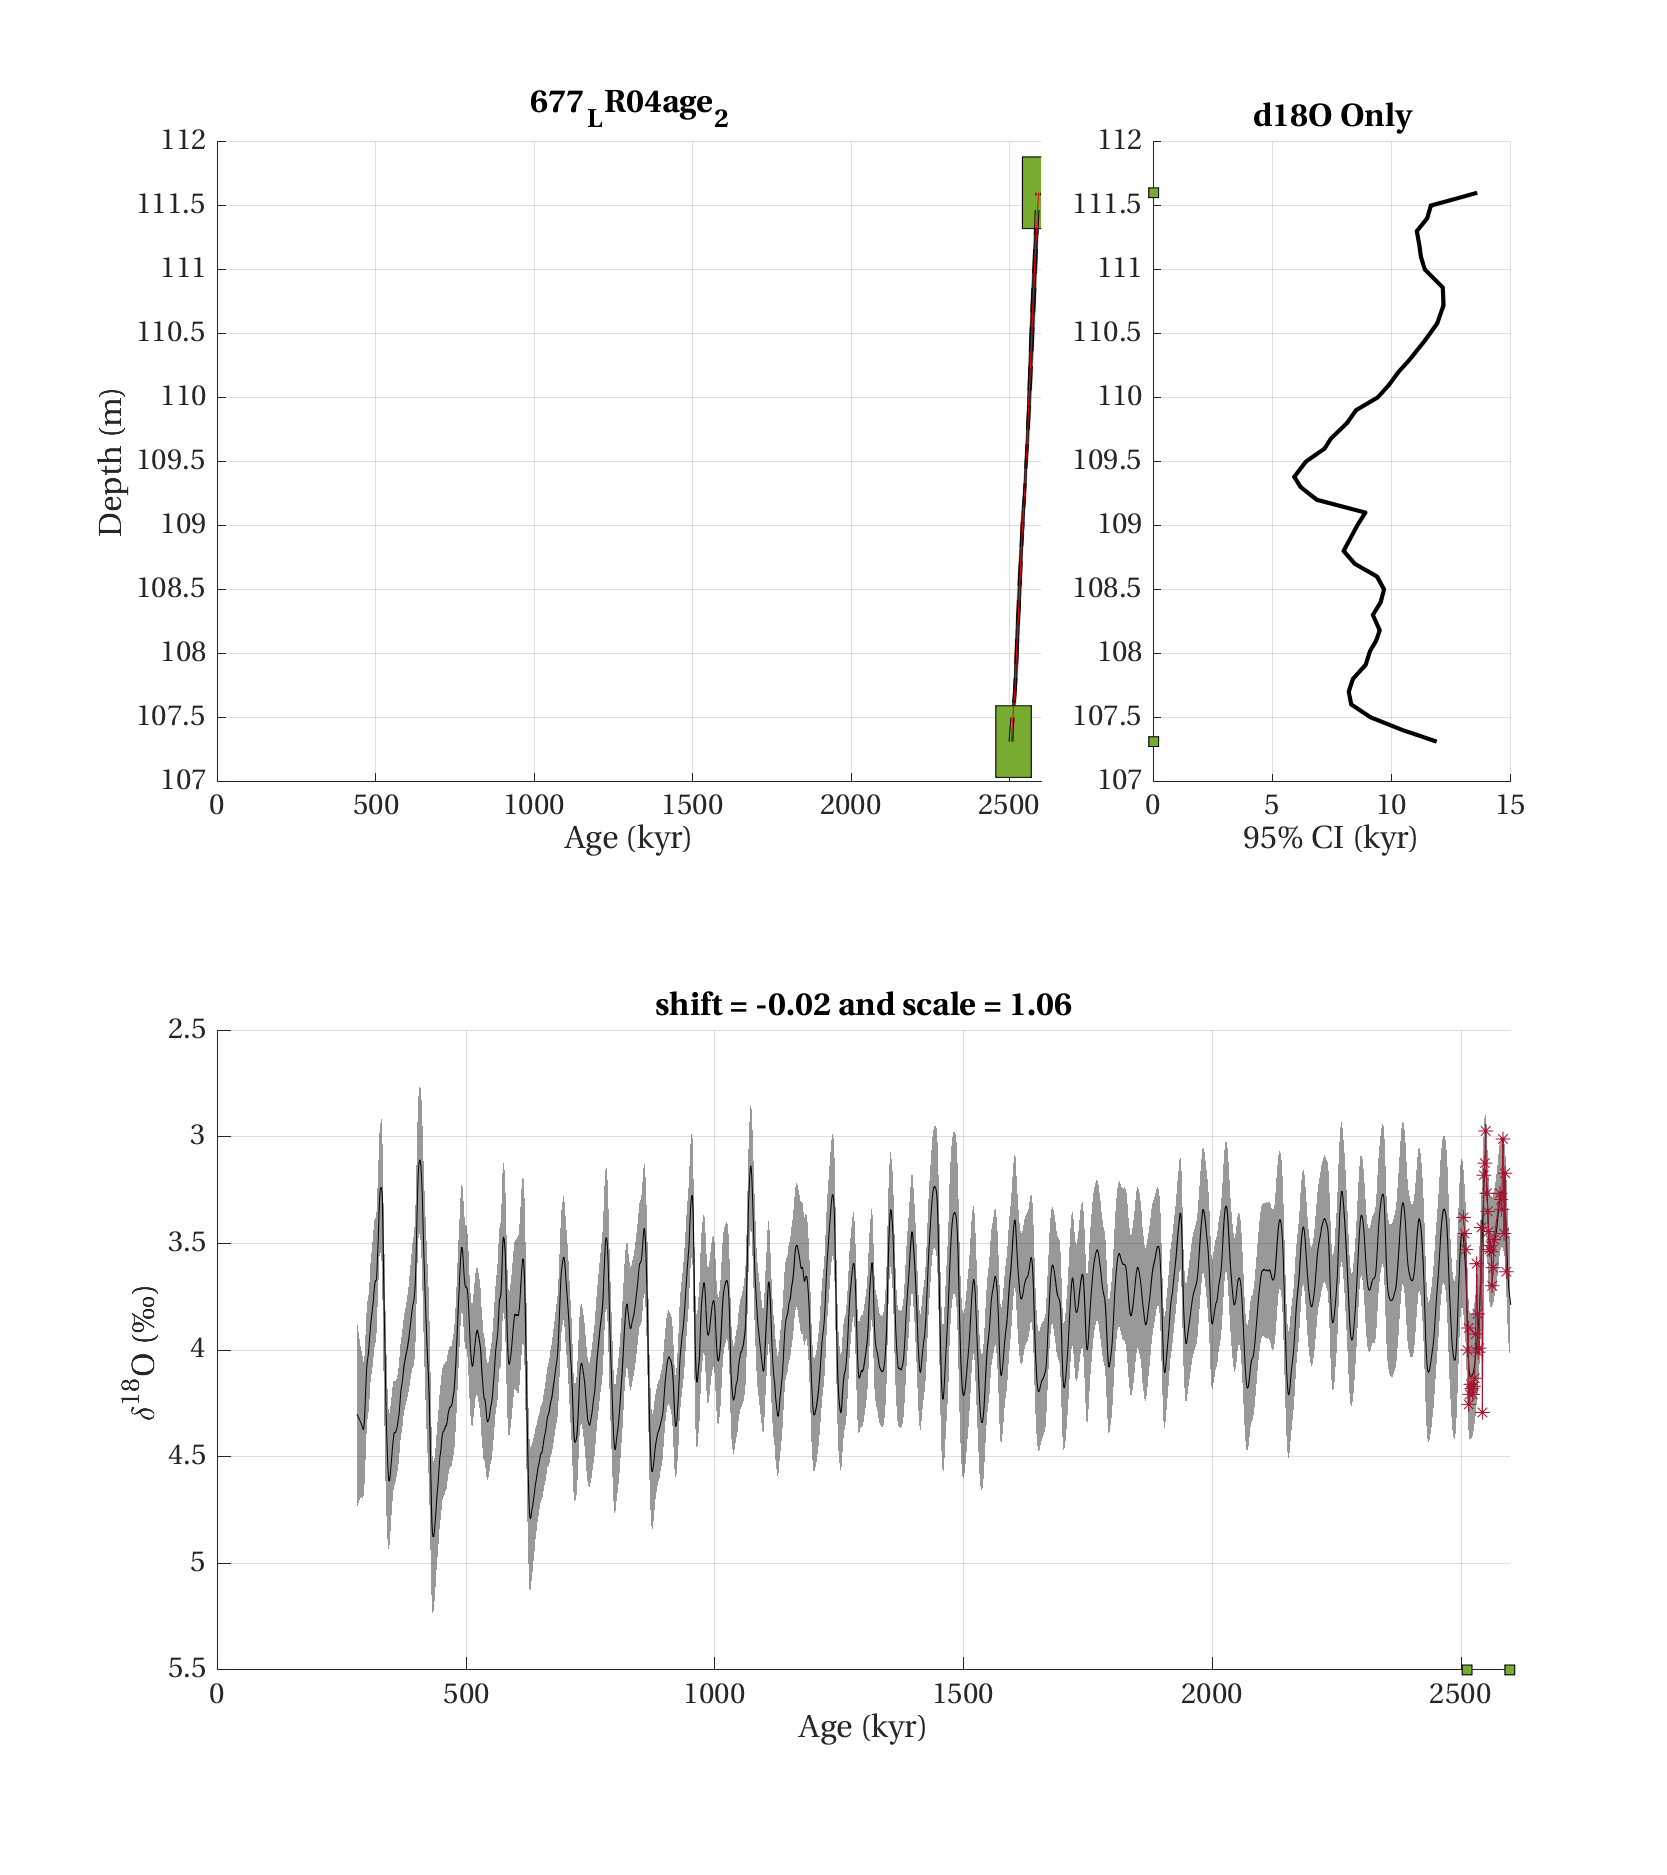 677_LR04age_2
112
111.5
111
110.5
110
109.5
109
108.5
108
107.5
107
Depth (m)
0 500 1000 1500 2000 2500
Age (kyr)
d18O Only
112
111.5
111
110.5
110
109.5
109
108.5
108
107.5
107
0 5 10 15
95% CI (kyr)
shift = -0.02 and scale = 1.06
2.5
3
3.5
4
4.5
5
5.5
δ¹⁸O (‰)
0 500 1000 1500 2000 2500
Age (kyr)